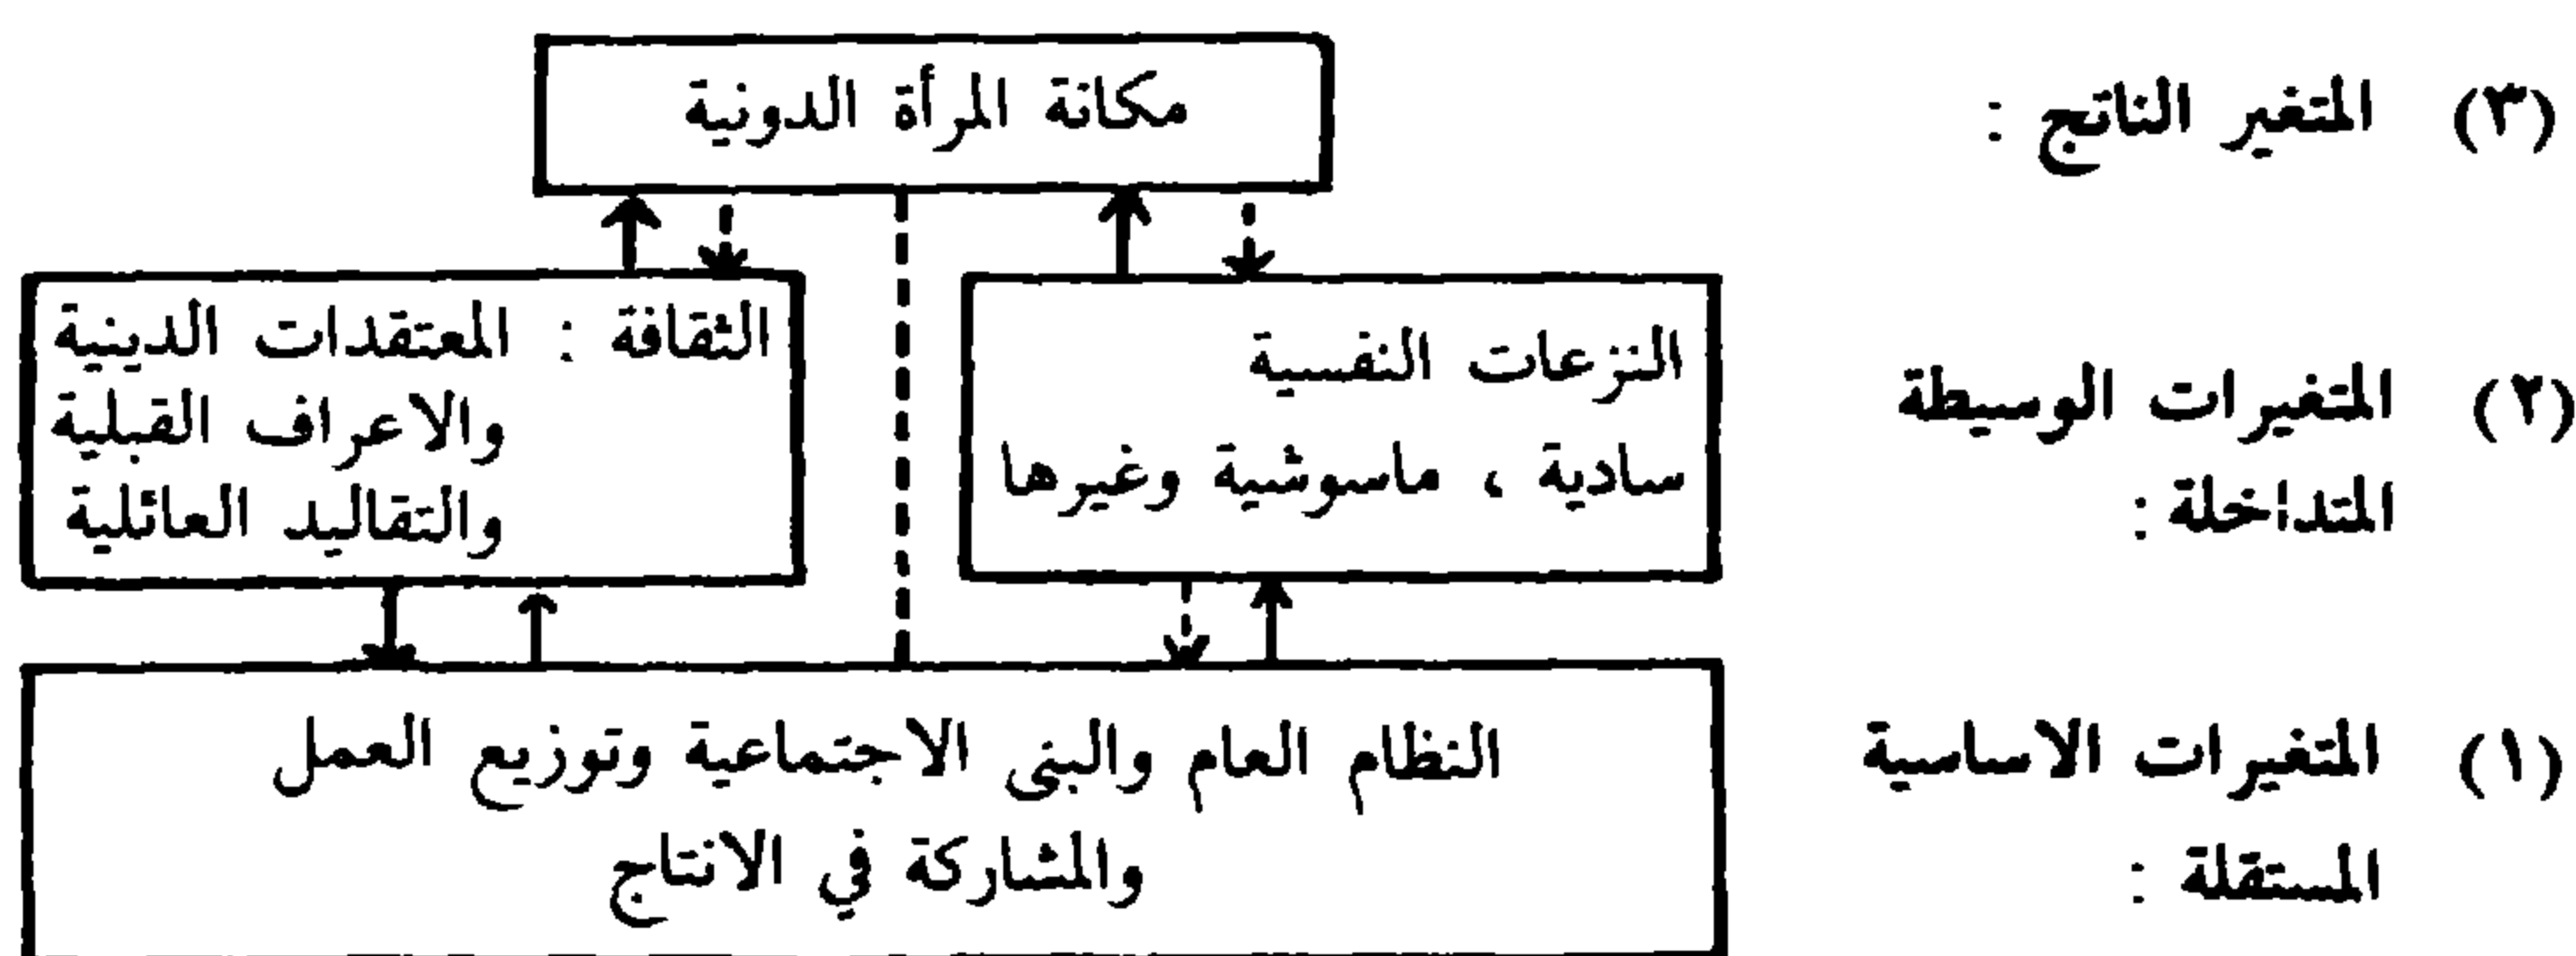 (٣) المتغير الناتج :
مكانة المرأة الدونية
(٢) المتغيرات الوسيطة
المتداخلة :
النزعات النفسية
سادية ، ماسوشية وغيرها
الثقافة : المعتقدات الدينية
والاعراف القبلية
والتقاليد العائلية
(١) المتغيرات الاساسية
المستقلة :
النظام العام والبنى الاجتماعية وتوزيع العمل
والمشاركة في الانتاج